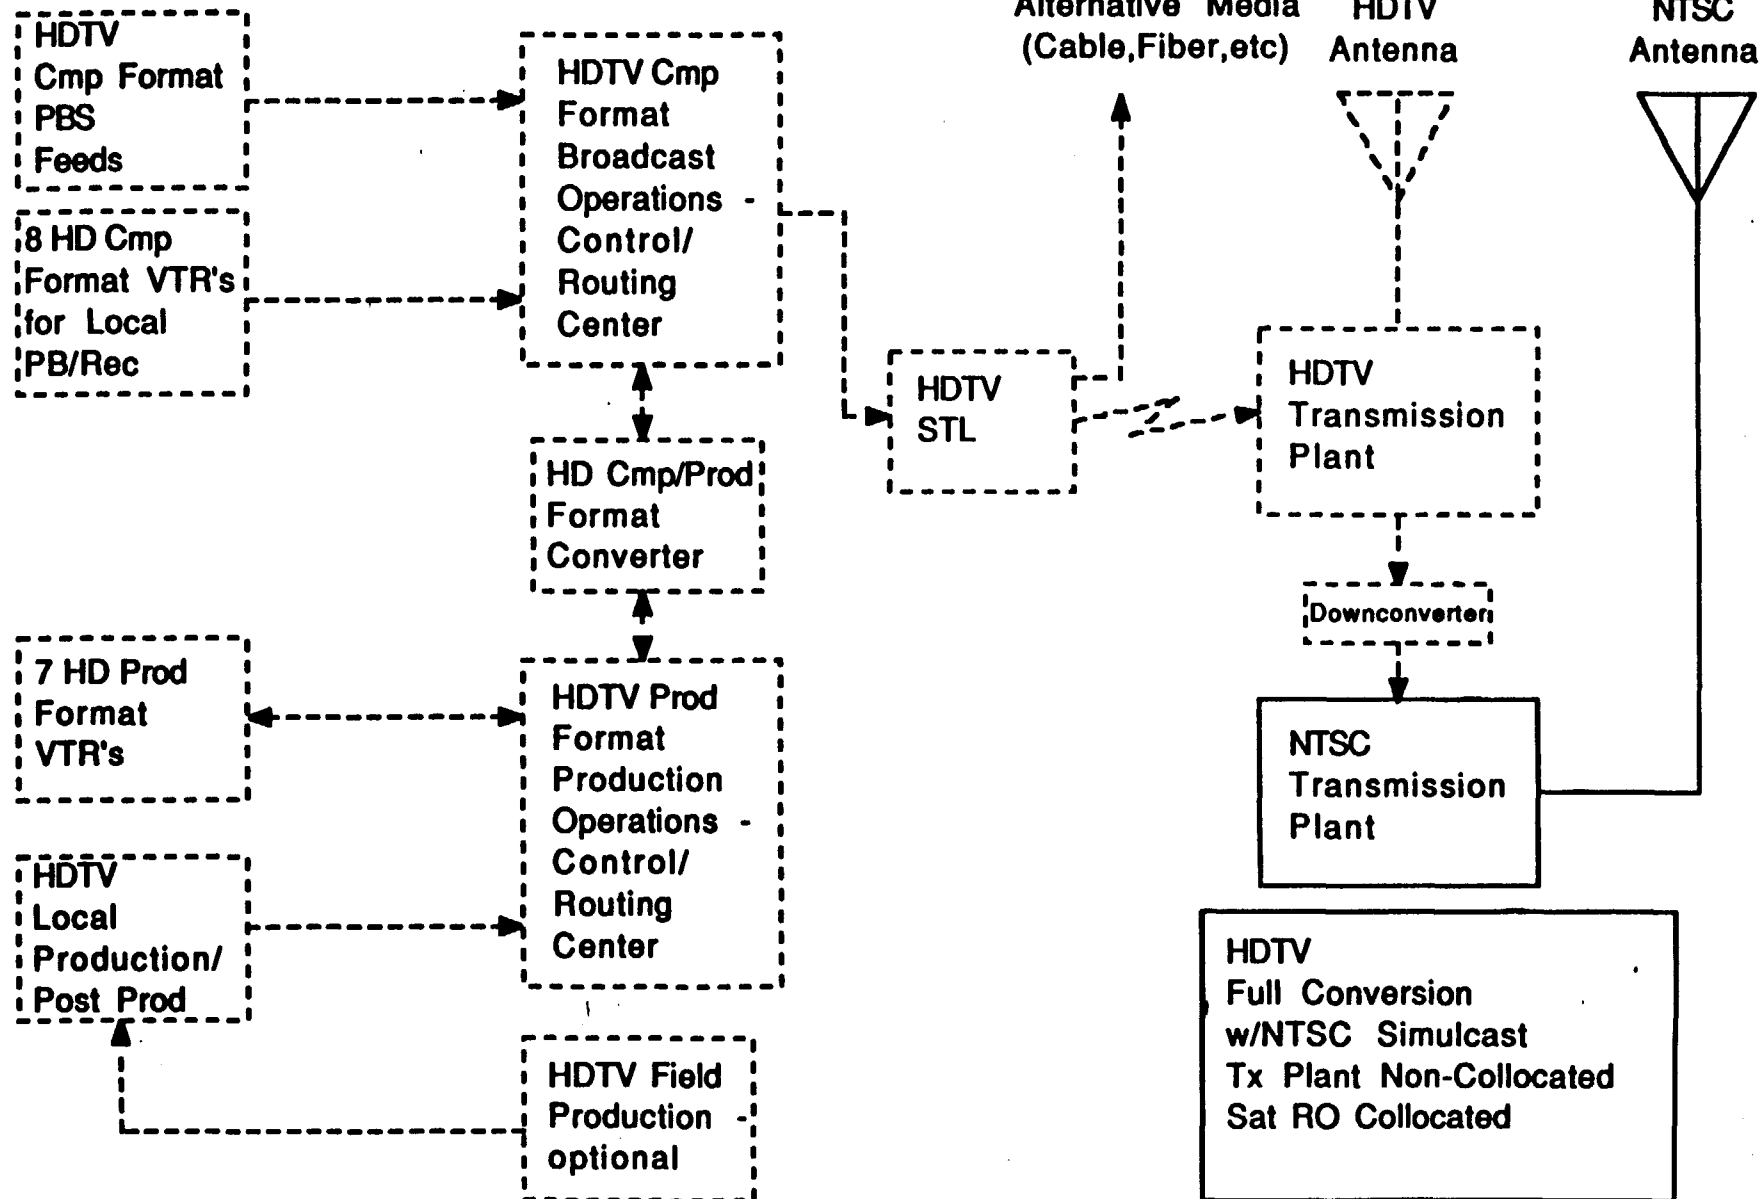 HDTV
Cmp Format
PBS
Feeds
8 HD Cmp
Format VTR's
for Local
PB/Rec
HDTV Cmp
Format
Broadcast
Operations -
Control/
Routing
Center
Alternative Media
(Cable,Fiber,etc)
HDTV
Antenna
NTSC
Antenna
HDTV
STL
HDTV
Transmission
Plant
HD Cmp/Prod
Format
Converter
Downconverter
7 HD Prod
Format
VTR's
HDTV Prod
Format
Production
Operations -
Control/
Routing
Center
NTSC
Transmission
Plant
HDTV
Local
Production/
Post Prod
HDTV Field
Production -
optional
HDTV
Full Conversion
w/NTSC Simulcast
Tx Plant Non-Collocated
Sat RO Collocated